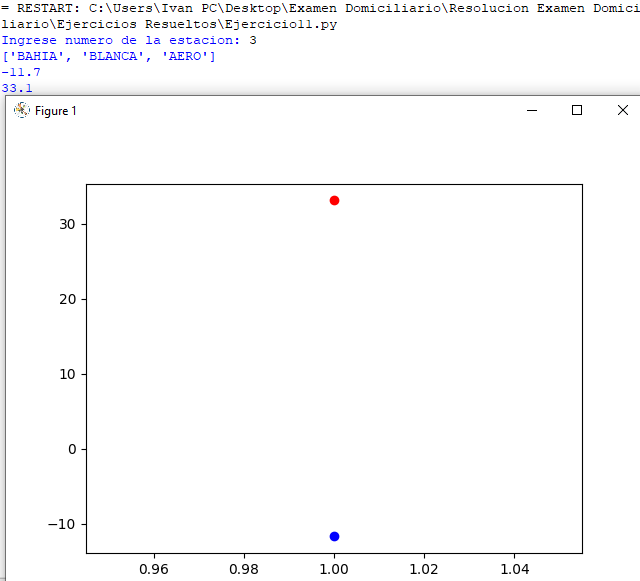 = RESTART: C:\Users\Ivan PC\Desktop\Examen Domiciliario\Resolucion Examen Domici
liario\Ejercicios Resueltos\Ejercicio11.py
Ingrese numero de la estacion: 3
['BAHIA', 'BLANCA', 'AERO']
-11.7
33.1
Figure 1
30
20
10
0
−10
0.96 0.98 1.00 1.02 1.04